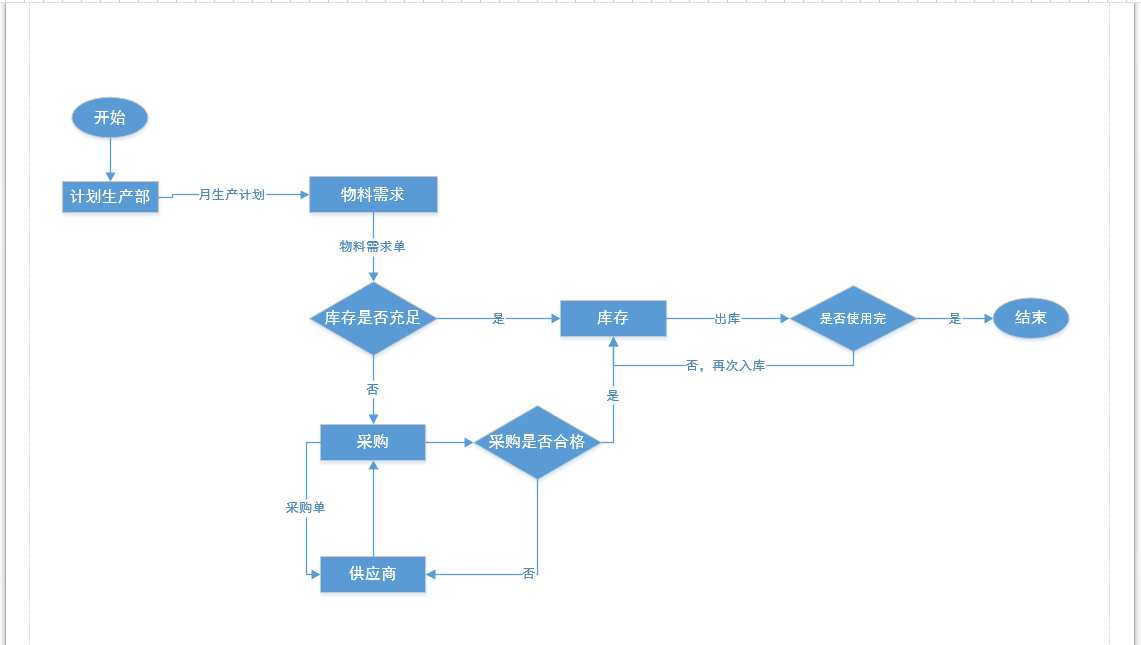 开始
计划生产部
月生产计划
物料需求
物料需求单
库存是否充足
是
库存
出库
是否使用完
是
结束
否，再次入库
否
是
采购
采购是否合格
采购单
供应商
否